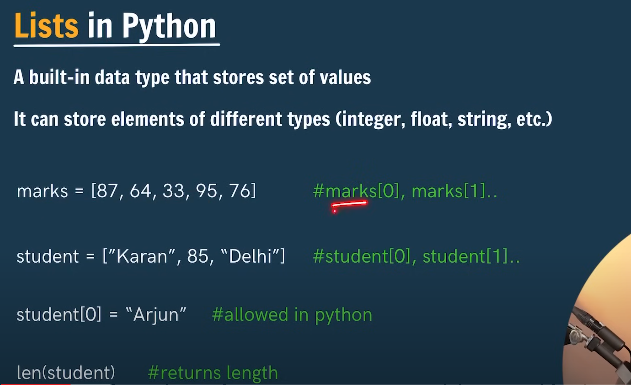 Lists in Python
A built-in data type that stores set of values
It can store elements of different types (integer, float, string, etc.)
marks = [87, 64, 33, 95, 76] #marks[0], marks[1]..
student = [”Karan”, 85, “Delhi”] #student[0], student[1]..
student[0] = “Arjun” #allowed in python
len(student) #returns length